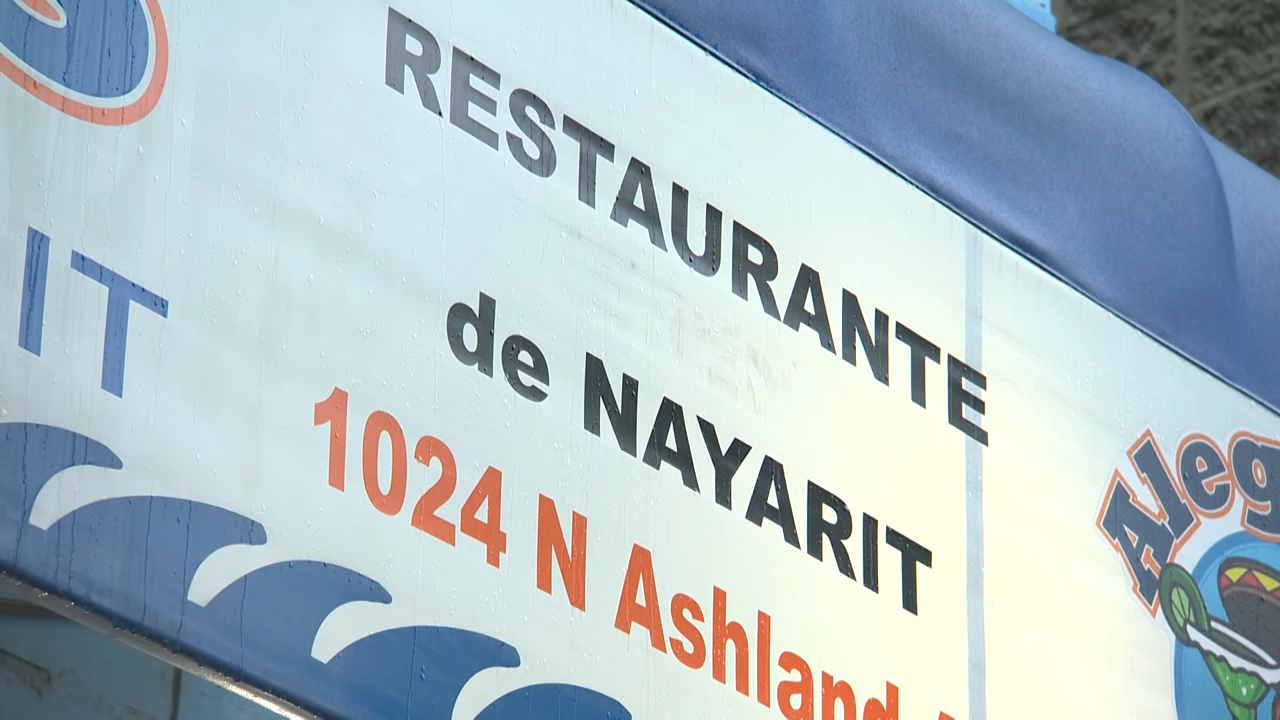 RESTAURANTE
de NAYARIT
1024 N Ashland
IT
Aleg